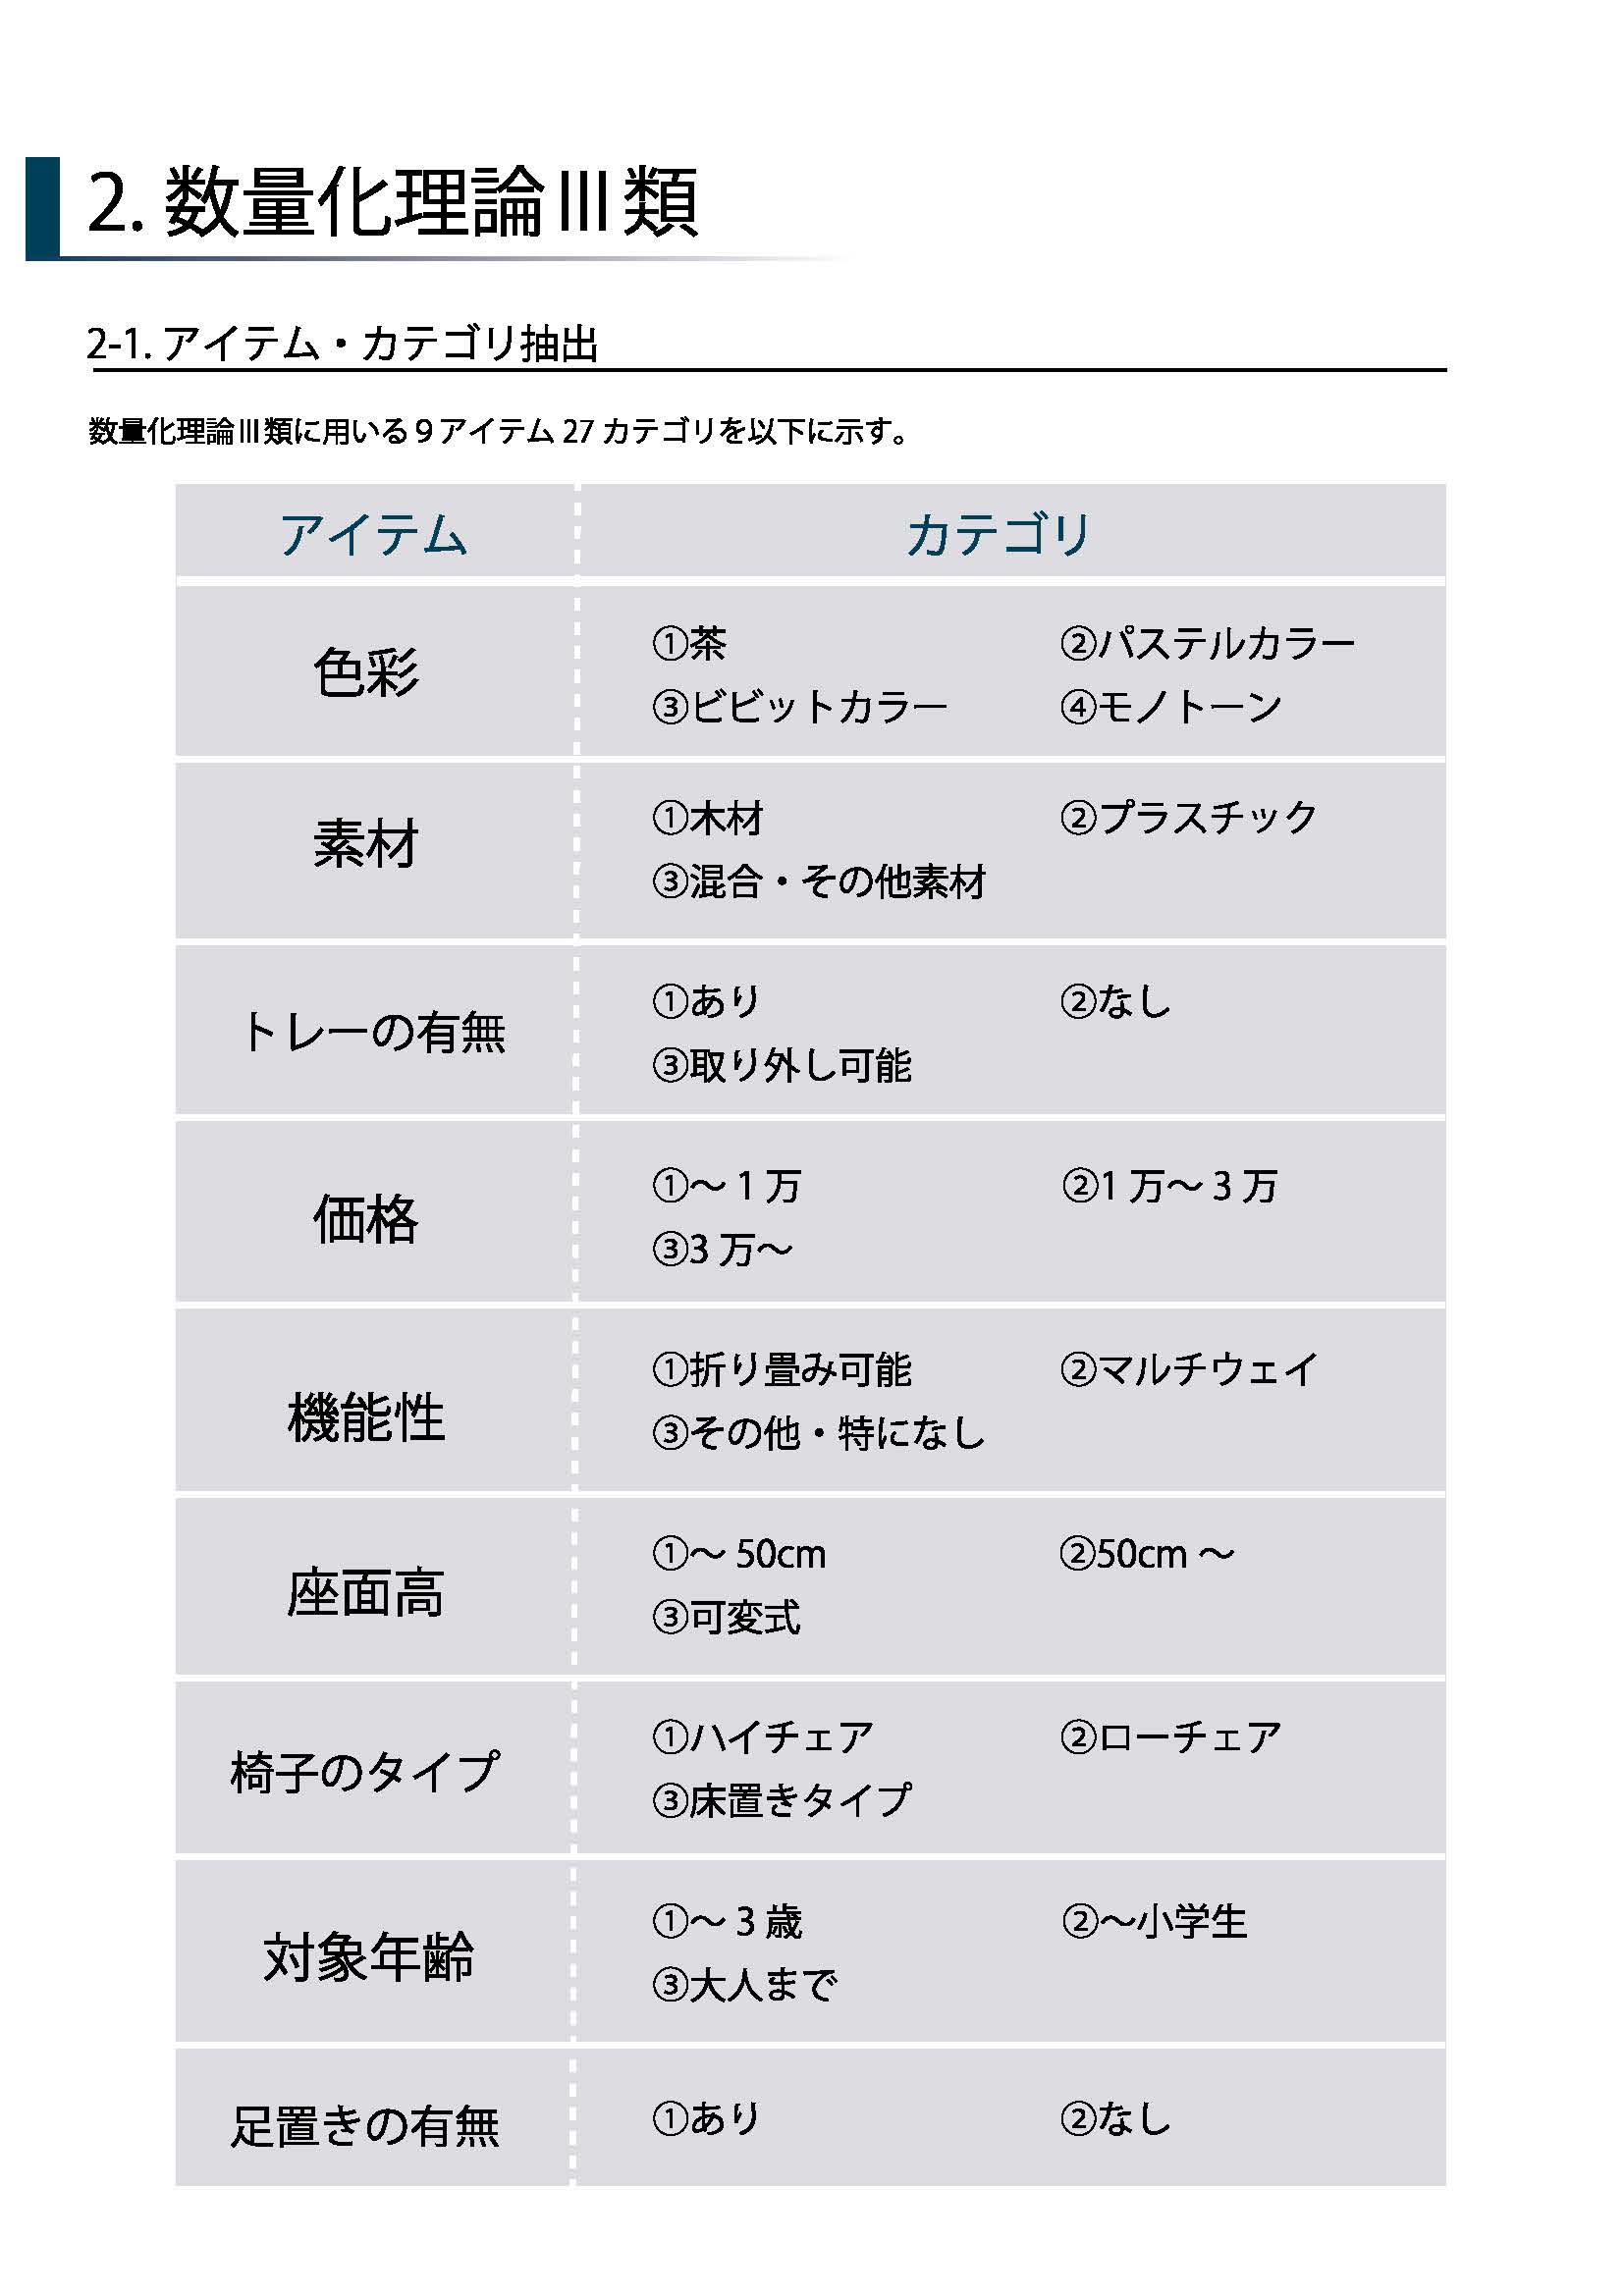 2. 数量化理論Ⅲ類
2-1. アイテム・カテゴリ抽出
数量化理論Ⅲ類に用いる 9 アイテム 27 カテゴリを以下に示す。
アイテム カテゴリ
色彩
①茶 ②パステルカラー
③ビビットカラー ④モノトーン
素材
①木材 ②プラスチック
③混合・その他素材
トレーの有無
①あり ②なし
③取り外し可能
価格
①～ 1 万 ②1 万～ 3 万
③3 万～
機能性
①折り畳み可能 ②マルチウェイ
③その他・特になし
座面高
①～ 50cm ②50cm ～
③可変式
椅子のタイプ
①ハイチェア ②ローチェア
③床置きタイプ
対象年齢
①～ 3 歳 ②～小学生
③大人まで
足置きの有無 ①あり ②なし